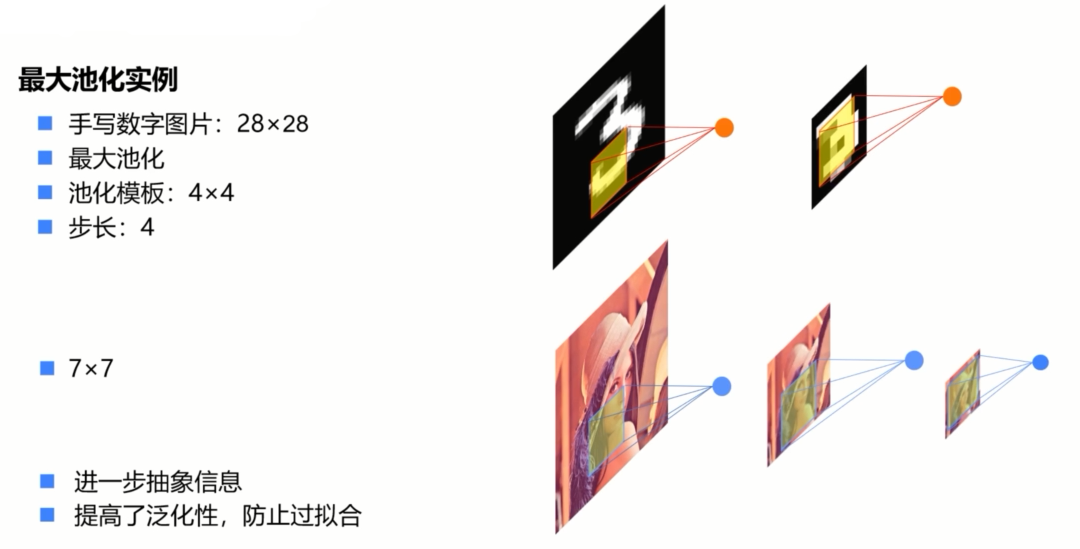 最大池化实例
手写数字图片：28×28
最大池化
池化模板：4×4
步长：4
7×7
进一步抽象信息
提高了泛化性，防止过拟合